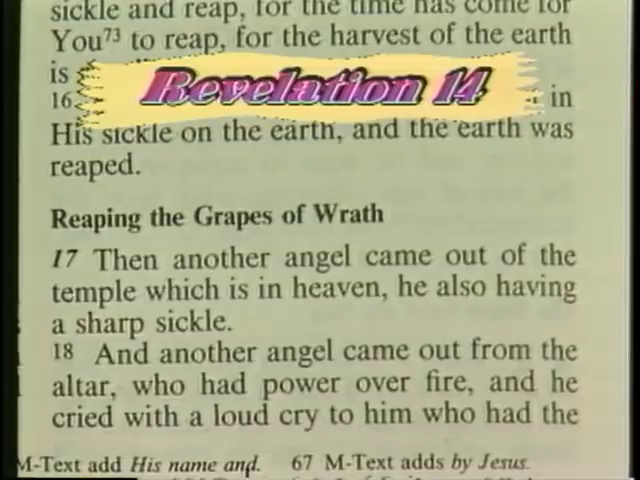 sickle and reap, for the time has come for
You73 to reap, for the harvest of the earth
is
Revelation 14
16 in
His sickle on the earth, and the earth was
reaped.
Reaping the Grapes of Wrath
17 Then another angel came out of the
temple which is in heaven, he also having
a sharp sickle.
18 And another angel came out from the
altar, who had power over fire, and he
cried with a loud cry to him who had the
M-Text add His name and. 67 M-Text adds by Jesus.